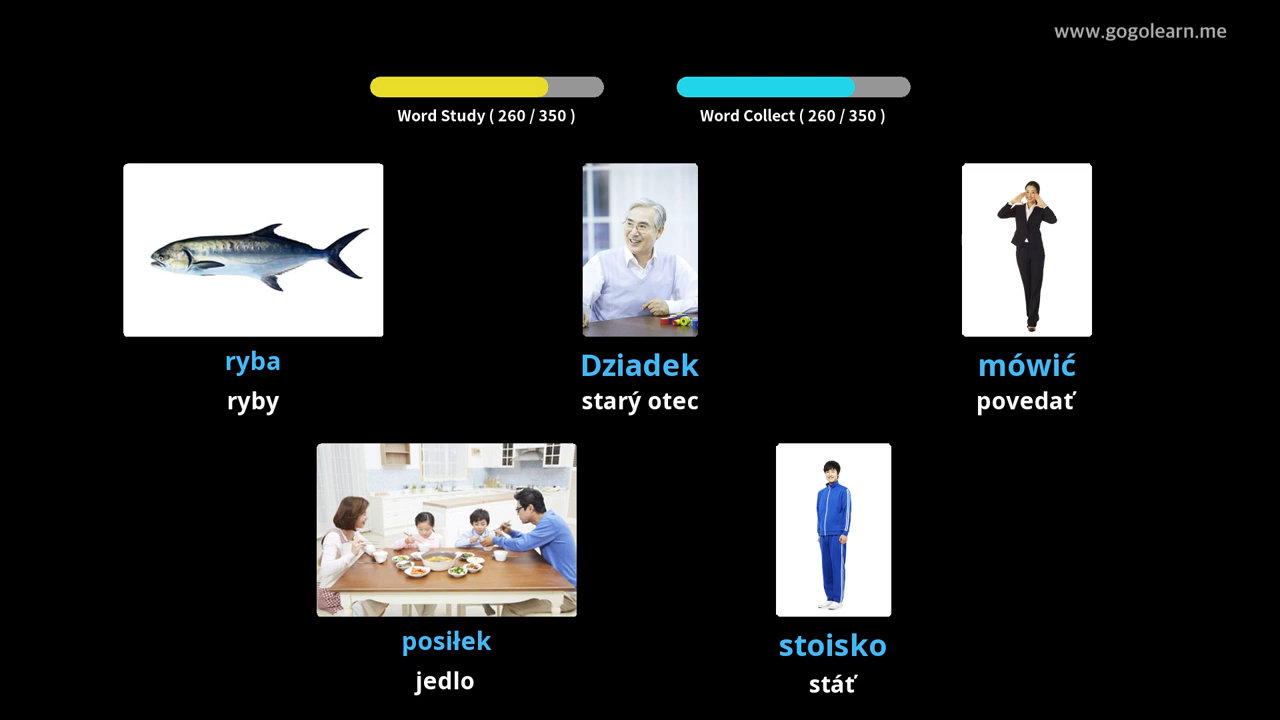 www.gogolearn.me
Word Study ( 260 / 350 )
Word Collect ( 260 / 350 )
ryba
ryby
Dziadek
starý otec
mówić
povedať
posiłek
jedlo
stoisko
stáť